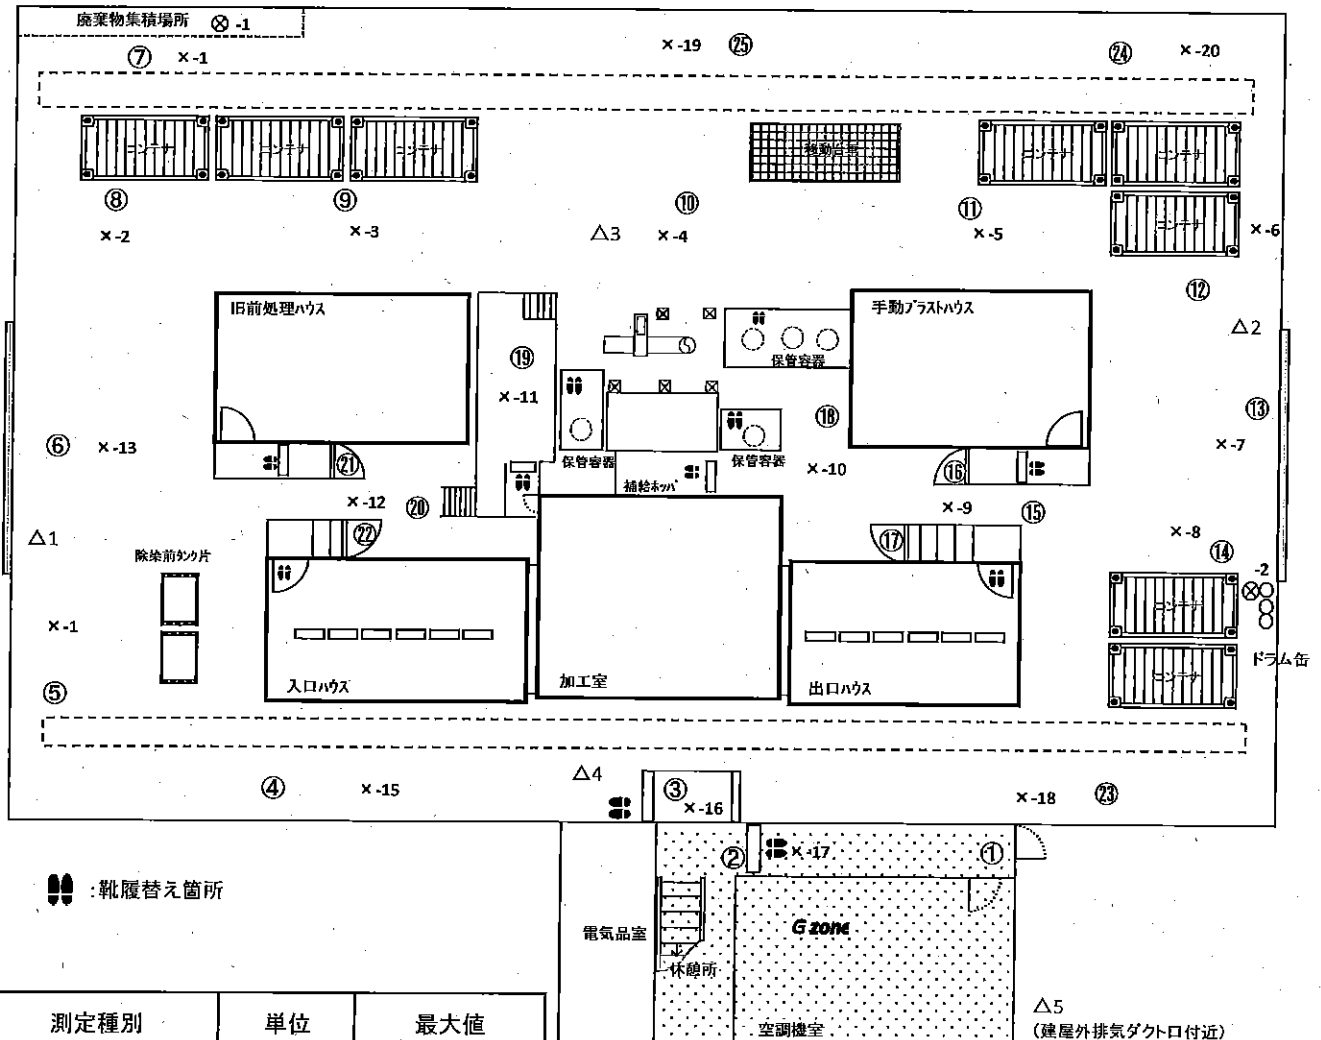 廃棄物集積場所 ⊗ -1
⑦ × -1
× -19 ㉕
㉔ × -20
コンテナ コンテナ コンテナ
移動台車
コンテナ コンテナ
コンテナ
⑧ ⑨ ⑩ ⑪
× -2 × -3 △3 × -4 × -5 × -6
⑫
旧前処理ハウス
手動ブラストハウス
△2
⑲
保管容器
× -11
⑱ ⑬
⑥ × -13
保管容器 保管容器
× -7
㉑ × -10 ⑯
補給ホッパ
× -12 ⑳
× -9 ⑮
△1 ㉒ ⑰ × -8
除染前タンク片
⑭
-2
コンテナ
ドラム缶
× -1
コンテナ
⑤
入口ハウス 加工室 出口ハウス
△4
④ × -15 ③ × -16 × -18 ㉓
② × -17 ①
:靴履替え箇所
電気品室
G zone
休憩所
空調機室
△5
(建屋外排気ダクト口付近)
測定種別 単位 最大値